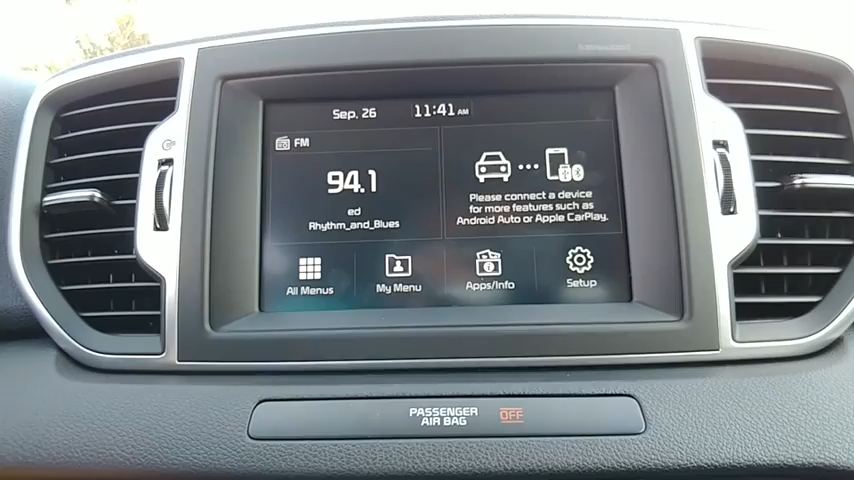 Sep. 26 11:41 AM
FM
94.1
ed
Rhythm_and_Blues
Please connect a device
for more features such as
Android Auto or Apple CarPlay.
All Menus
My Menu
Apps/Info
Setup
PASSENGER
AIR BAG
OFF